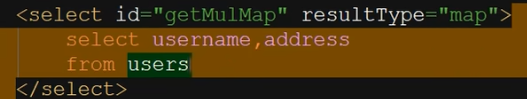 <select id="getMulMap" resultType="map">
select username,address
from users
</select>